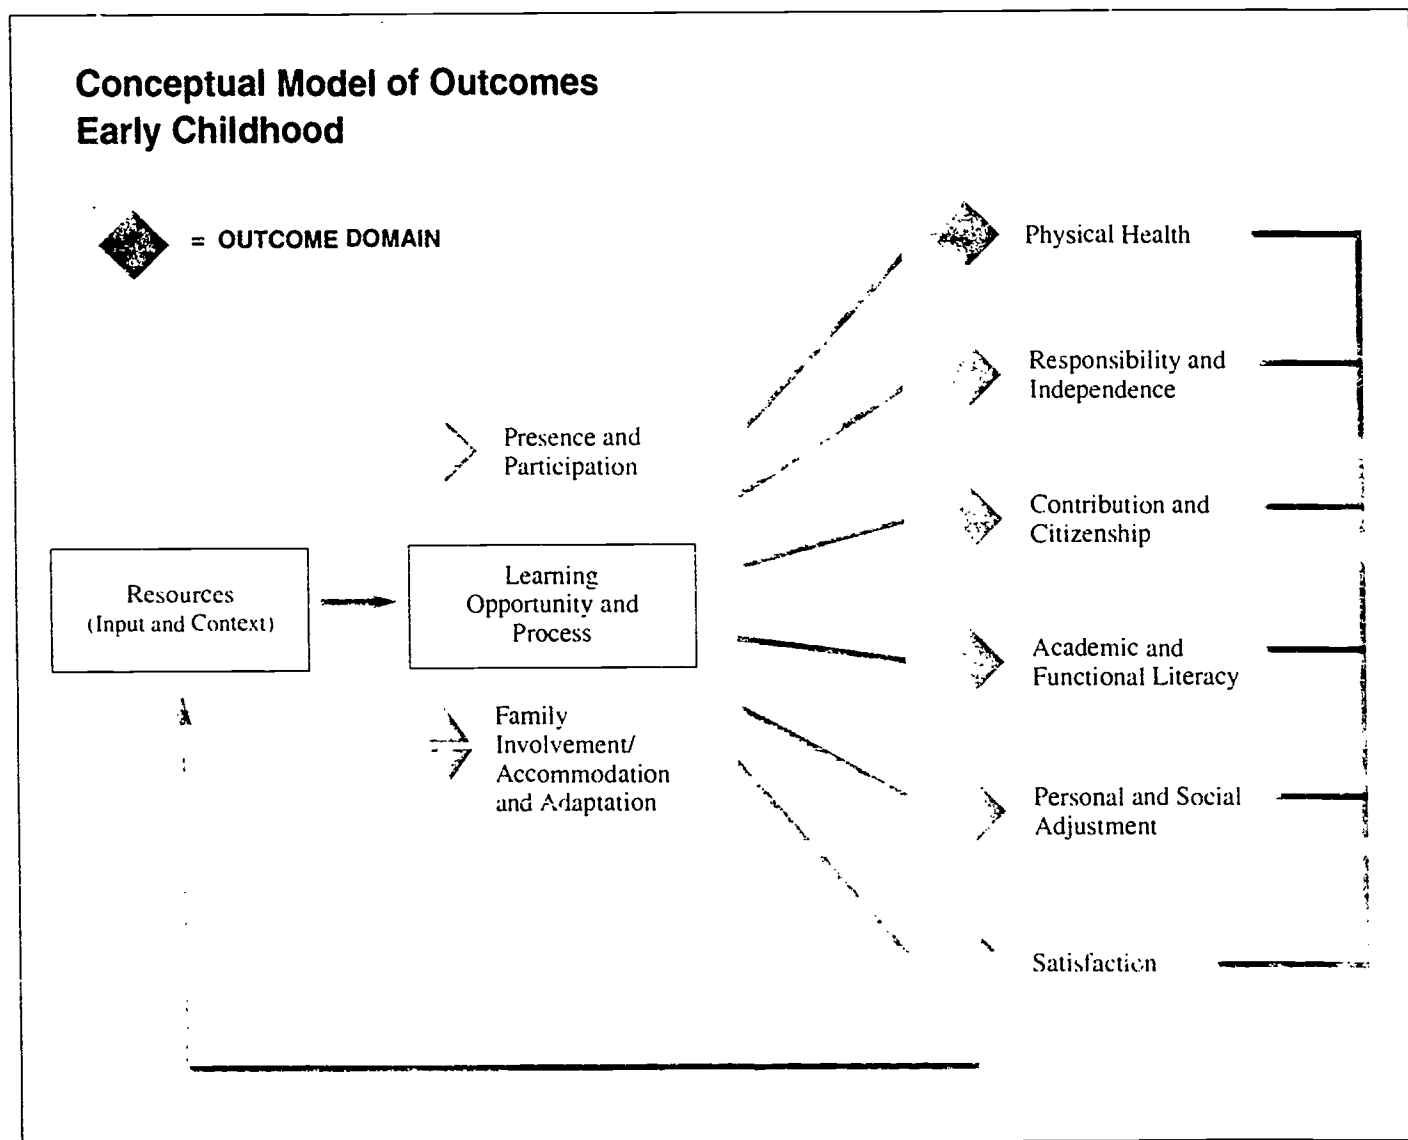 Conceptual Model of Outcomes
Early Childhood
= OUTCOME DOMAIN
Physical Health
Responsibility and
Independence
Presence and
Participation
Contribution and
Citizenship
Resources
(Input and Context)
Learning
Opportunity and
Process
Academic and
Functional Literacy
Family
Involvement/
Accommodation
and Adaptation
Personal and Social
Adjustment
Satisfaction